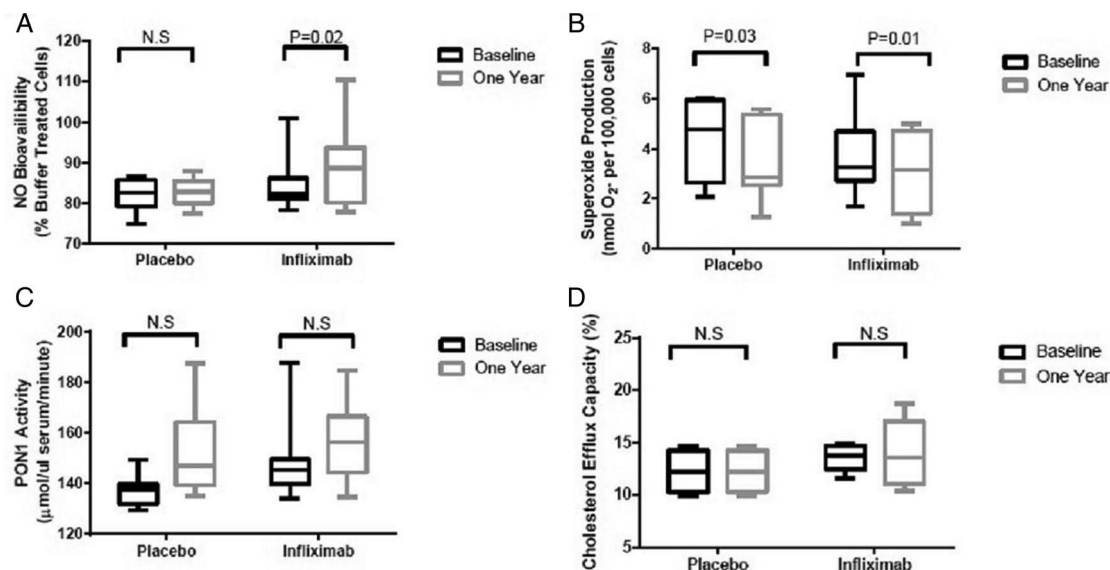 A
N.S
P=0.02
Baseline
One Year
NO Bioavailibility
(% Buffer Treated Cells)
120
110
100
90
80
70
Placebo
Infliximab
B
P=0.03
P=0.01
Baseline
One Year
Superoxide Production
(nmol O2- per 100,000 cells)
8
6
4
2
0
Placebo
Infliximab
C
N.S
N.S
Baseline
One Year
PON1 Activity
(µmol/ul serum/minute)
200
180
160
140
120
Placebo
Infliximab
D
N.S
N.S
Baseline
One Year
Cholesterol Efflux Capacity (%)
25
20
15
10
5
Placebo
Infliximab